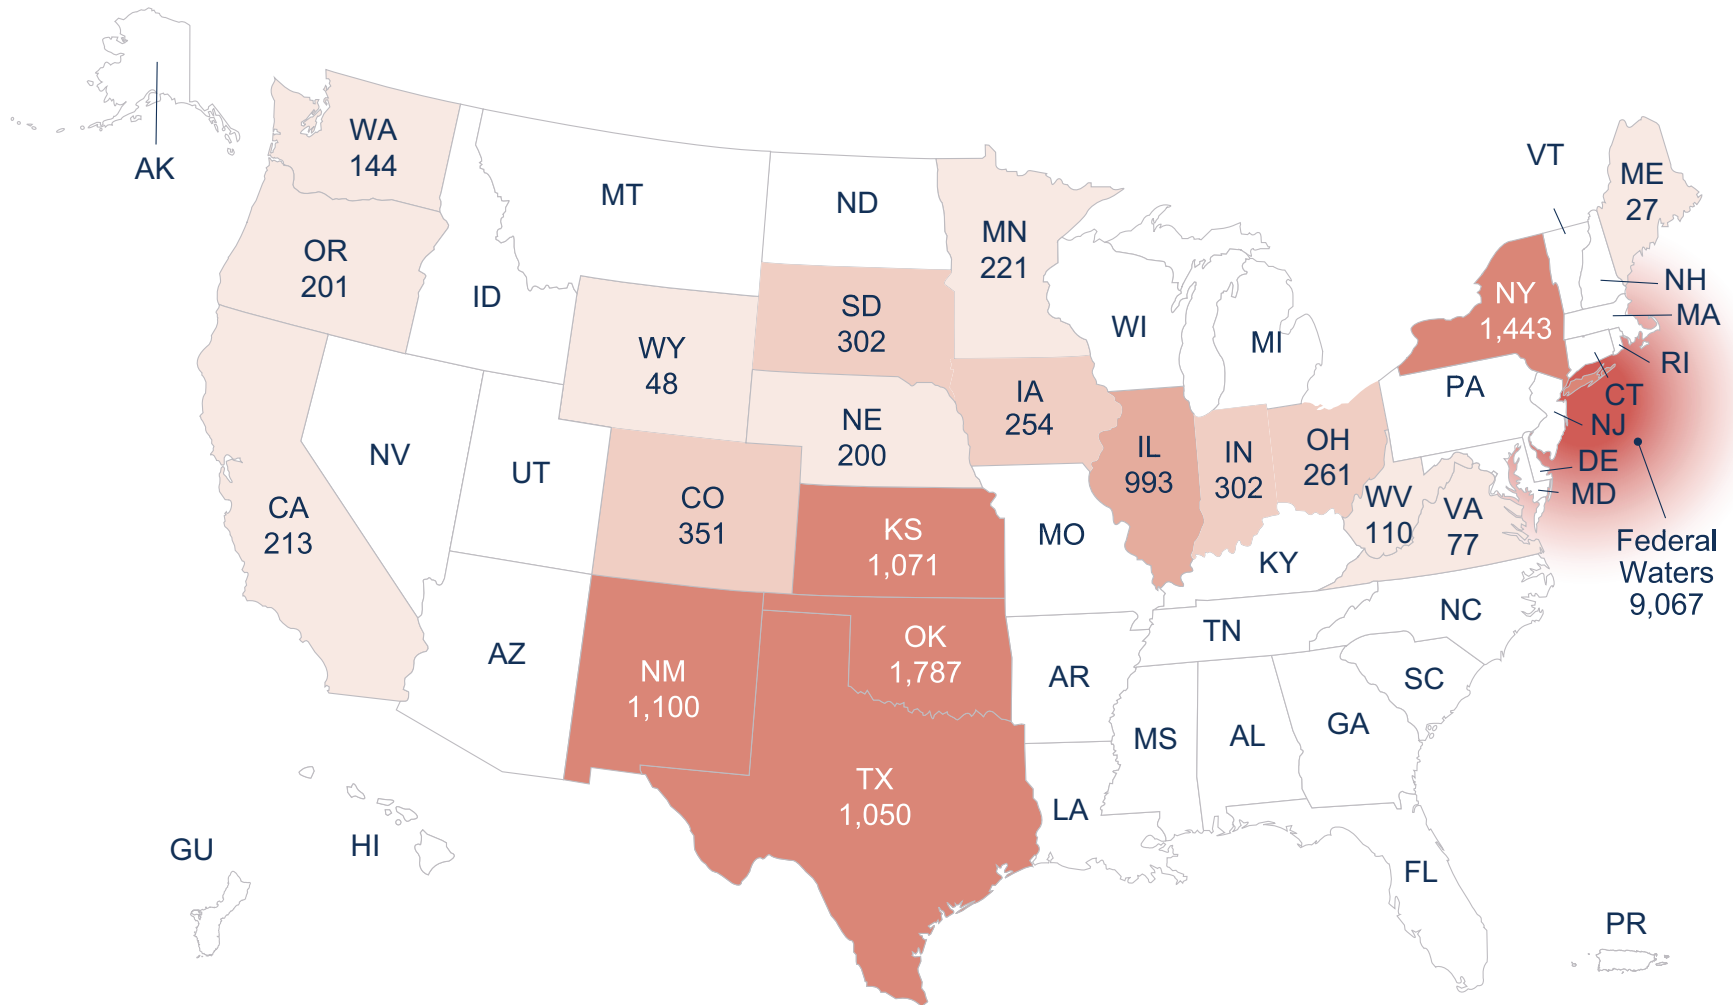 AK
WA
144
OR
201
CA
213
ID
NV
MT
WY
48
UT
CO
351
AZ
NM
1,100
ND
SD
302
NE
200
KS
1,071
OK
1,787
TX
1,050
MN
221
IA
254
MO
AR
LA
WI
IL
993
MI
IN
302
OH
261
KY
TN
MS
AL
GA
FL
SC
NC
WV
110
VA
77
PA
NY
1,443
VT
ME
27
NH
MA
RI
CT
NJ
DE
MD
Federal
Waters
9,067
GU
HI
PR